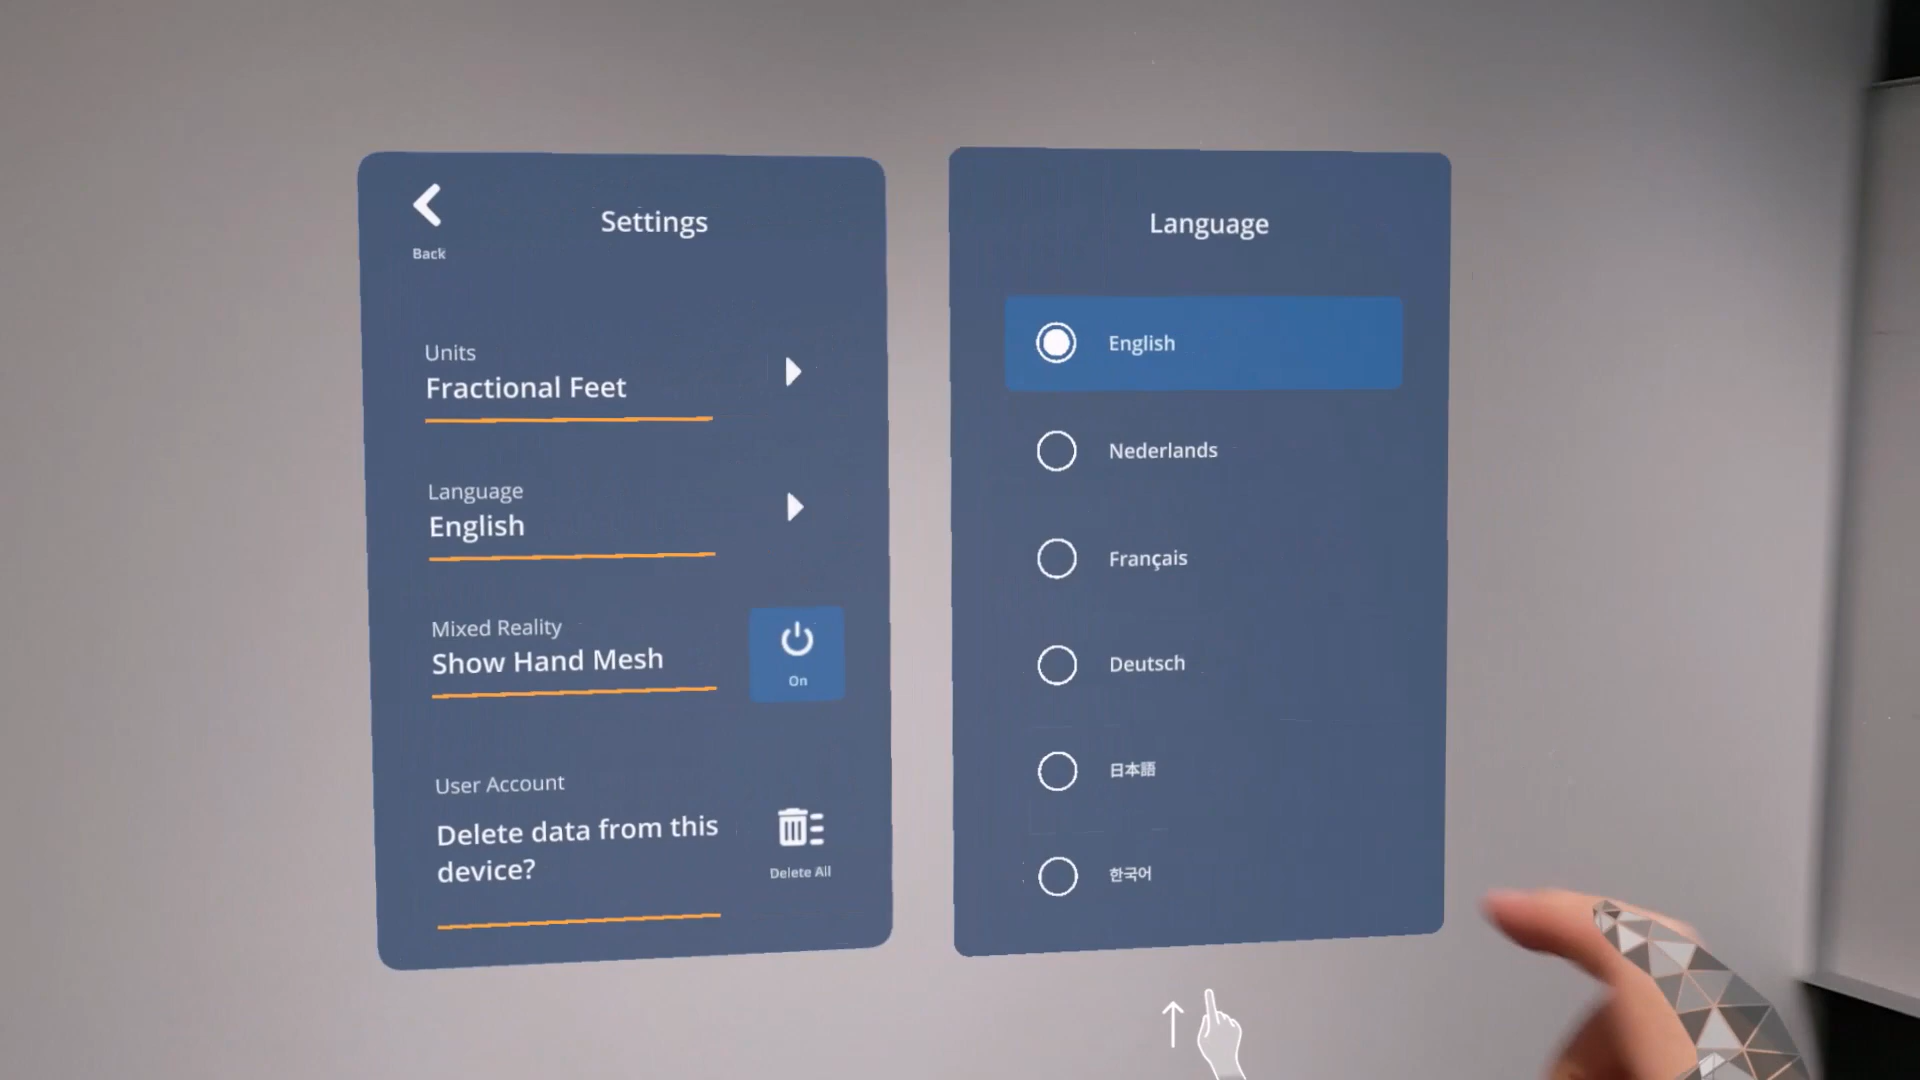 Back
Settings
Units
Fractional Feet
Language
English
Mixed Reality
Show Hand Mesh
On
User Account
Delete data from this
device?
Delete All
Language
English
Nederlands
Français
Deutsch
日本語
한국어